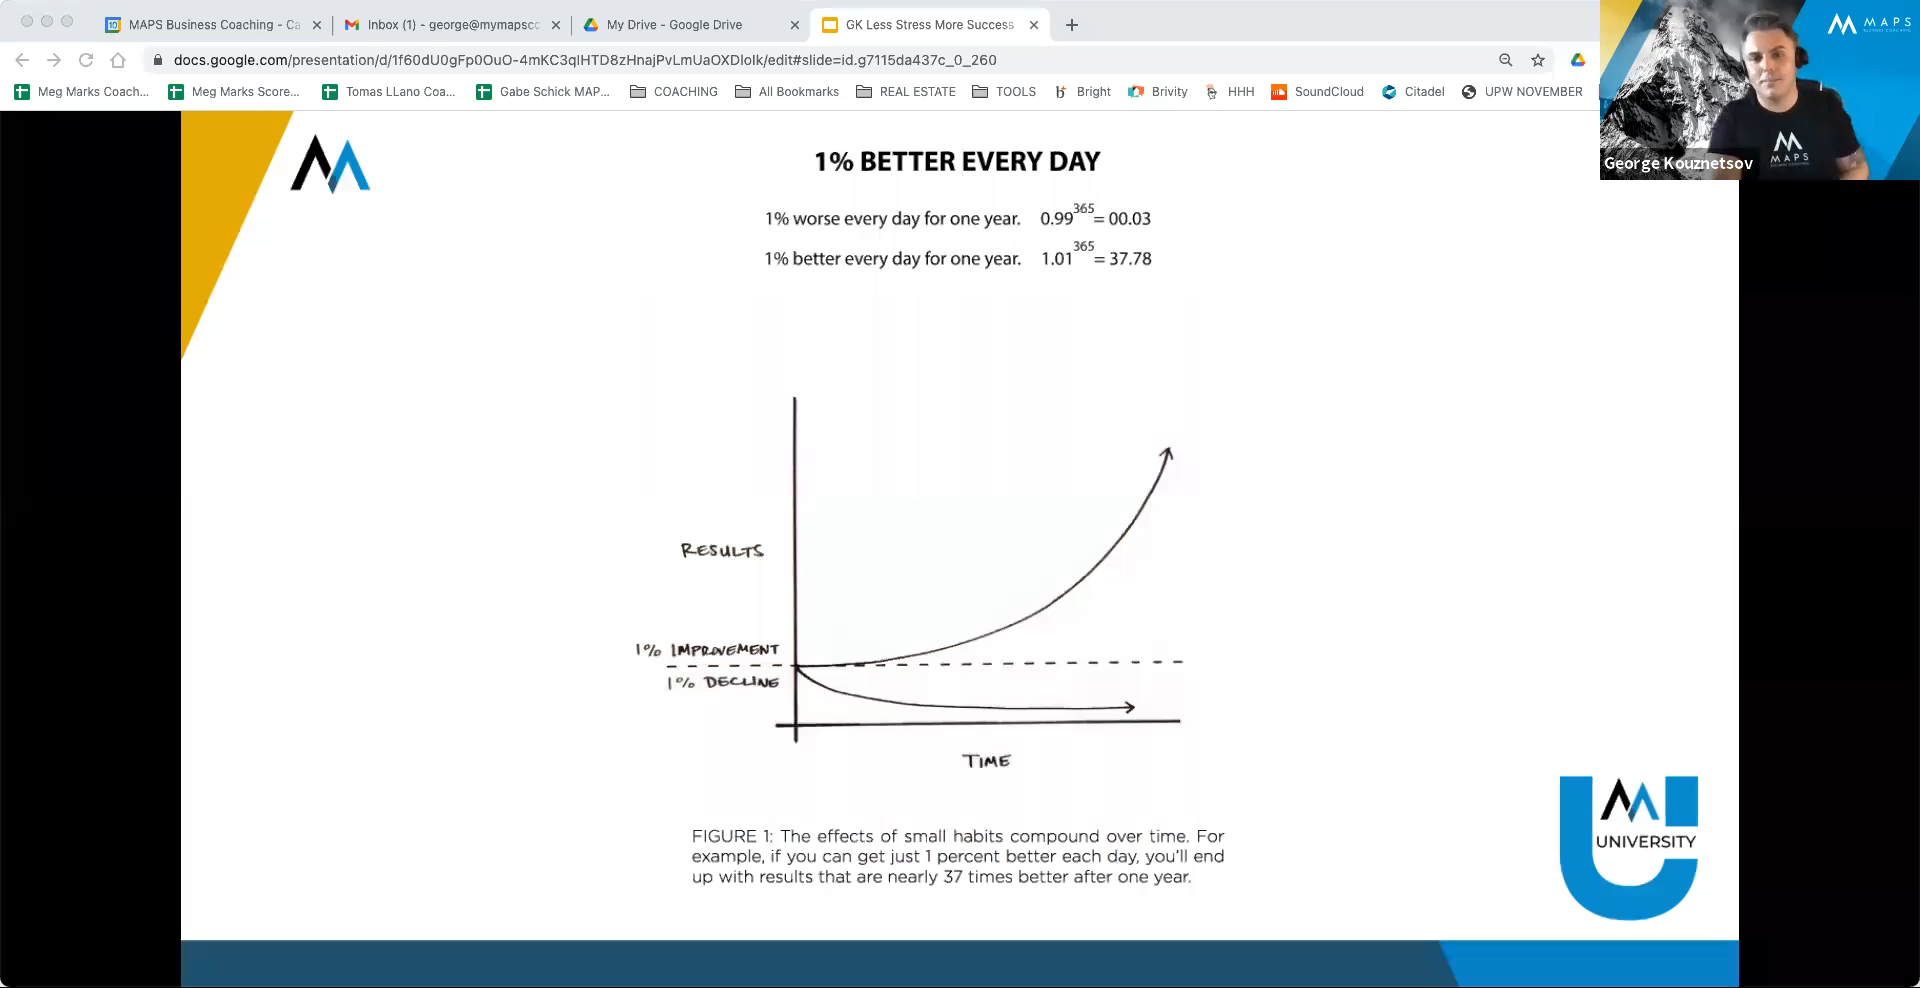 MAPS Business Coaching - Ca
Inbox (1) - george@mymapscc
My Drive - Google Drive
GK Less Stress More Success
docs.google.com/presentation/d/1f60dU0gFp0OuO-4mKC3qlHTD8zHnajPvLmUaOXDIoIk/edit#slide=id.g7115da437c_0_260
Meg Marks Coach...
Meg Marks Score...
Tomas LLano Coa...
Gabe Schick MAP...
COACHING
All Bookmarks
REAL ESTATE
TOOLS
Bright
Brivity
HHH
SoundCloud
Citadel
UPW NOVEMBER
MAPS
MAPS
George Kouznetsov
1% BETTER EVERY DAY
1% worse every day for one year. 0.99365 = 00.03
1% better every day for one year. 1.01365 = 37.78
RESULTS
1% IMPROVEMENT
1% DECLINE
TIME
FIGURE 1: The effects of small habits compound over time. For
example, if you can get just 1 percent better each day, you'll end
up with results that are nearly 37 times better after one year.
UNIVERSITY